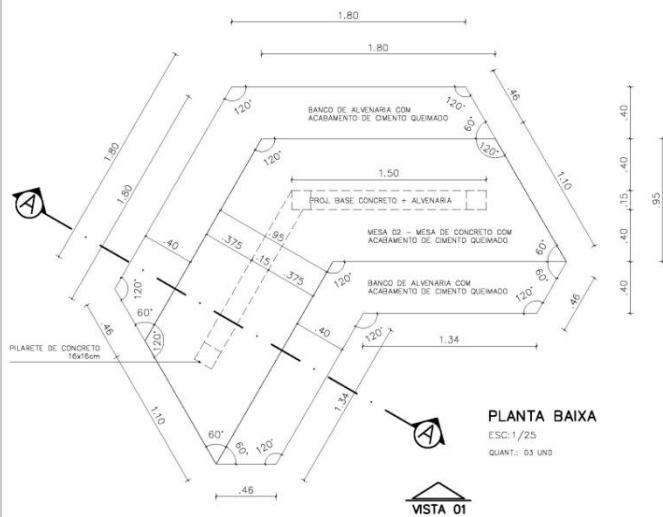 1.80
1.80
.46
120°
120°
BANCO DE ALVENARIA COM
ACABAMENTO DE CIMENTO QUEIMADO
.40
60°
120°
120°
.40
1.80
1.80
1.10
1.50
.95
A
PROJ. BASE CONCRETO + ALVENARIA
.15
.95
MESA 02 - MESA DE CONCRETO COM
ACABAMENTO DE CIMENTO QUEIMADO
.40
.40
.375
.15
.375
60°
120°
60°
BANCO DE ALVENARIA COM
ACABAMENTO DE CIMENTO QUEIMADO
.40
120°
60°
120°
120°
.46
.46
120°
.40
1.34
PILARETE DE CONCRETO
16x16cm
1.10
1.34
A
PLANTA BAIXA
ESC: 1/25
QUANT.: 03 UND
60°
60°
120°
.46
VISTA 01